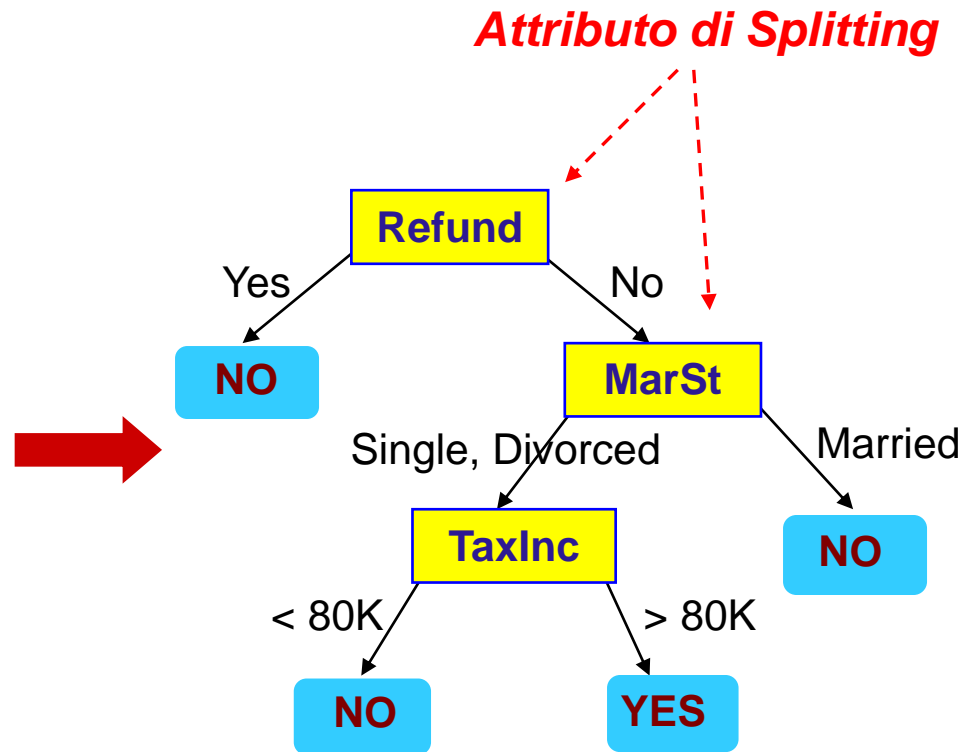 Attributo di Splitting
Refund
Yes
No
NO
MarSt
Single, Divorced
Married
TaxInc
NO
< 80K
> 80K
NO
YES